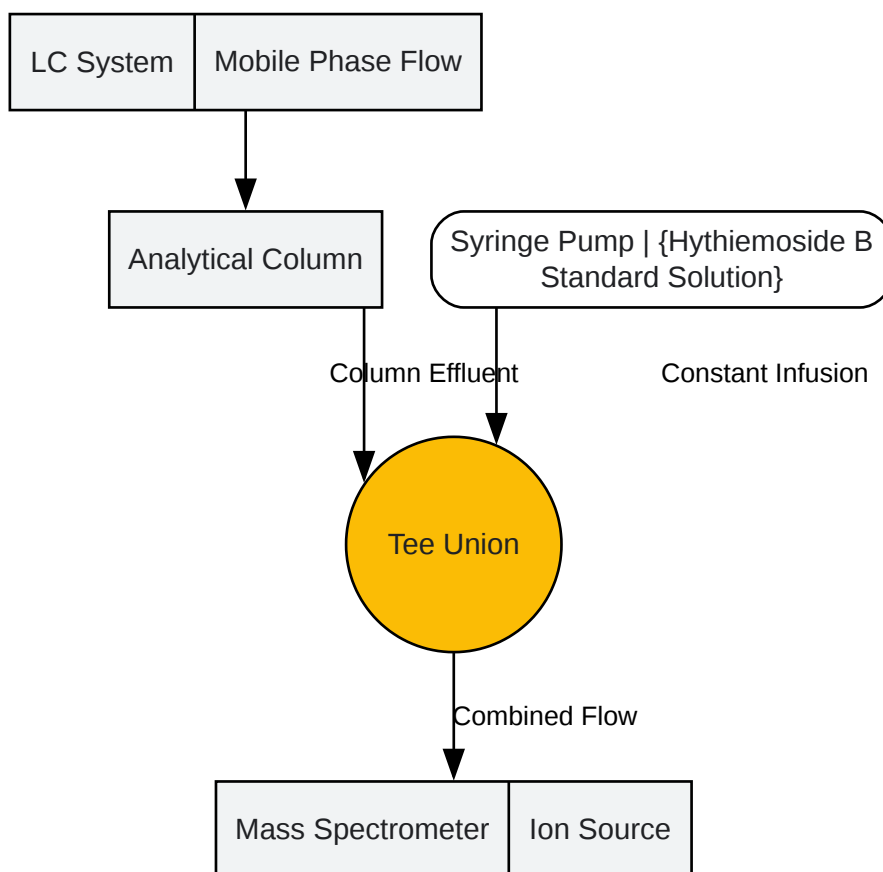 LC System
Mobile Phase Flow
Analytical Column
Syringe Pump | {Hythiemoside B
Standard Solution}
Column Effluent
Constant Infusion
Tee Union
Combined Flow
Mass Spectrometer
Ion Source